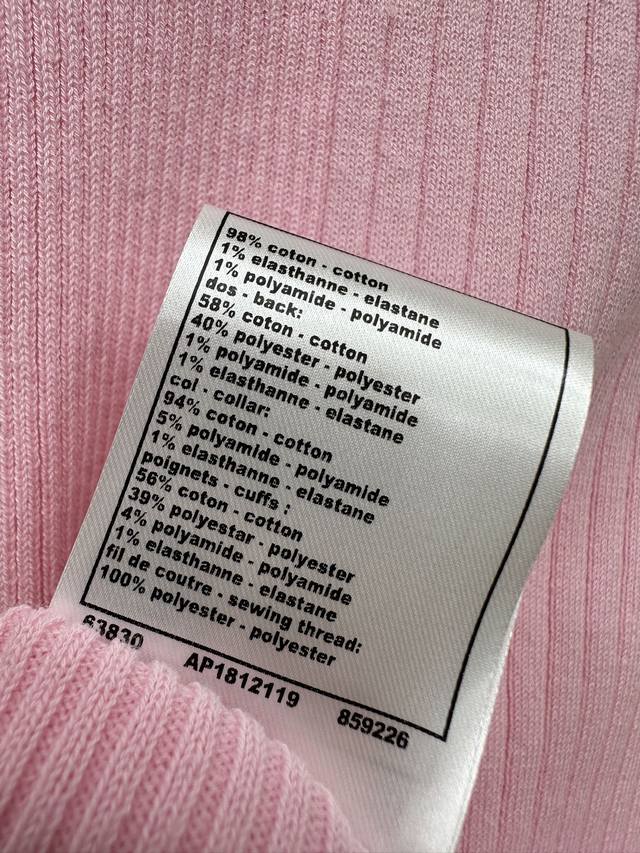 98% coton - cotton
1% elasthanne - elastane
1% polyamide - polyamide
dos - back:
58% coton - cotton
40% polyester - polyester
1% polyamide - polyamide
1% elasthanne - elastane
col - collar:
94% coton - cotton
5% polyamide - polyamide
1% elasthanne - elastane
poignets - cuffs :
56% coton - cotton
39% polyestar - polyester
4% polyamide - polyamide
1% elasthanne - elastane
fil de coutre - sewing thread:
100% polyester - polyester
63830 AP1812119 859226